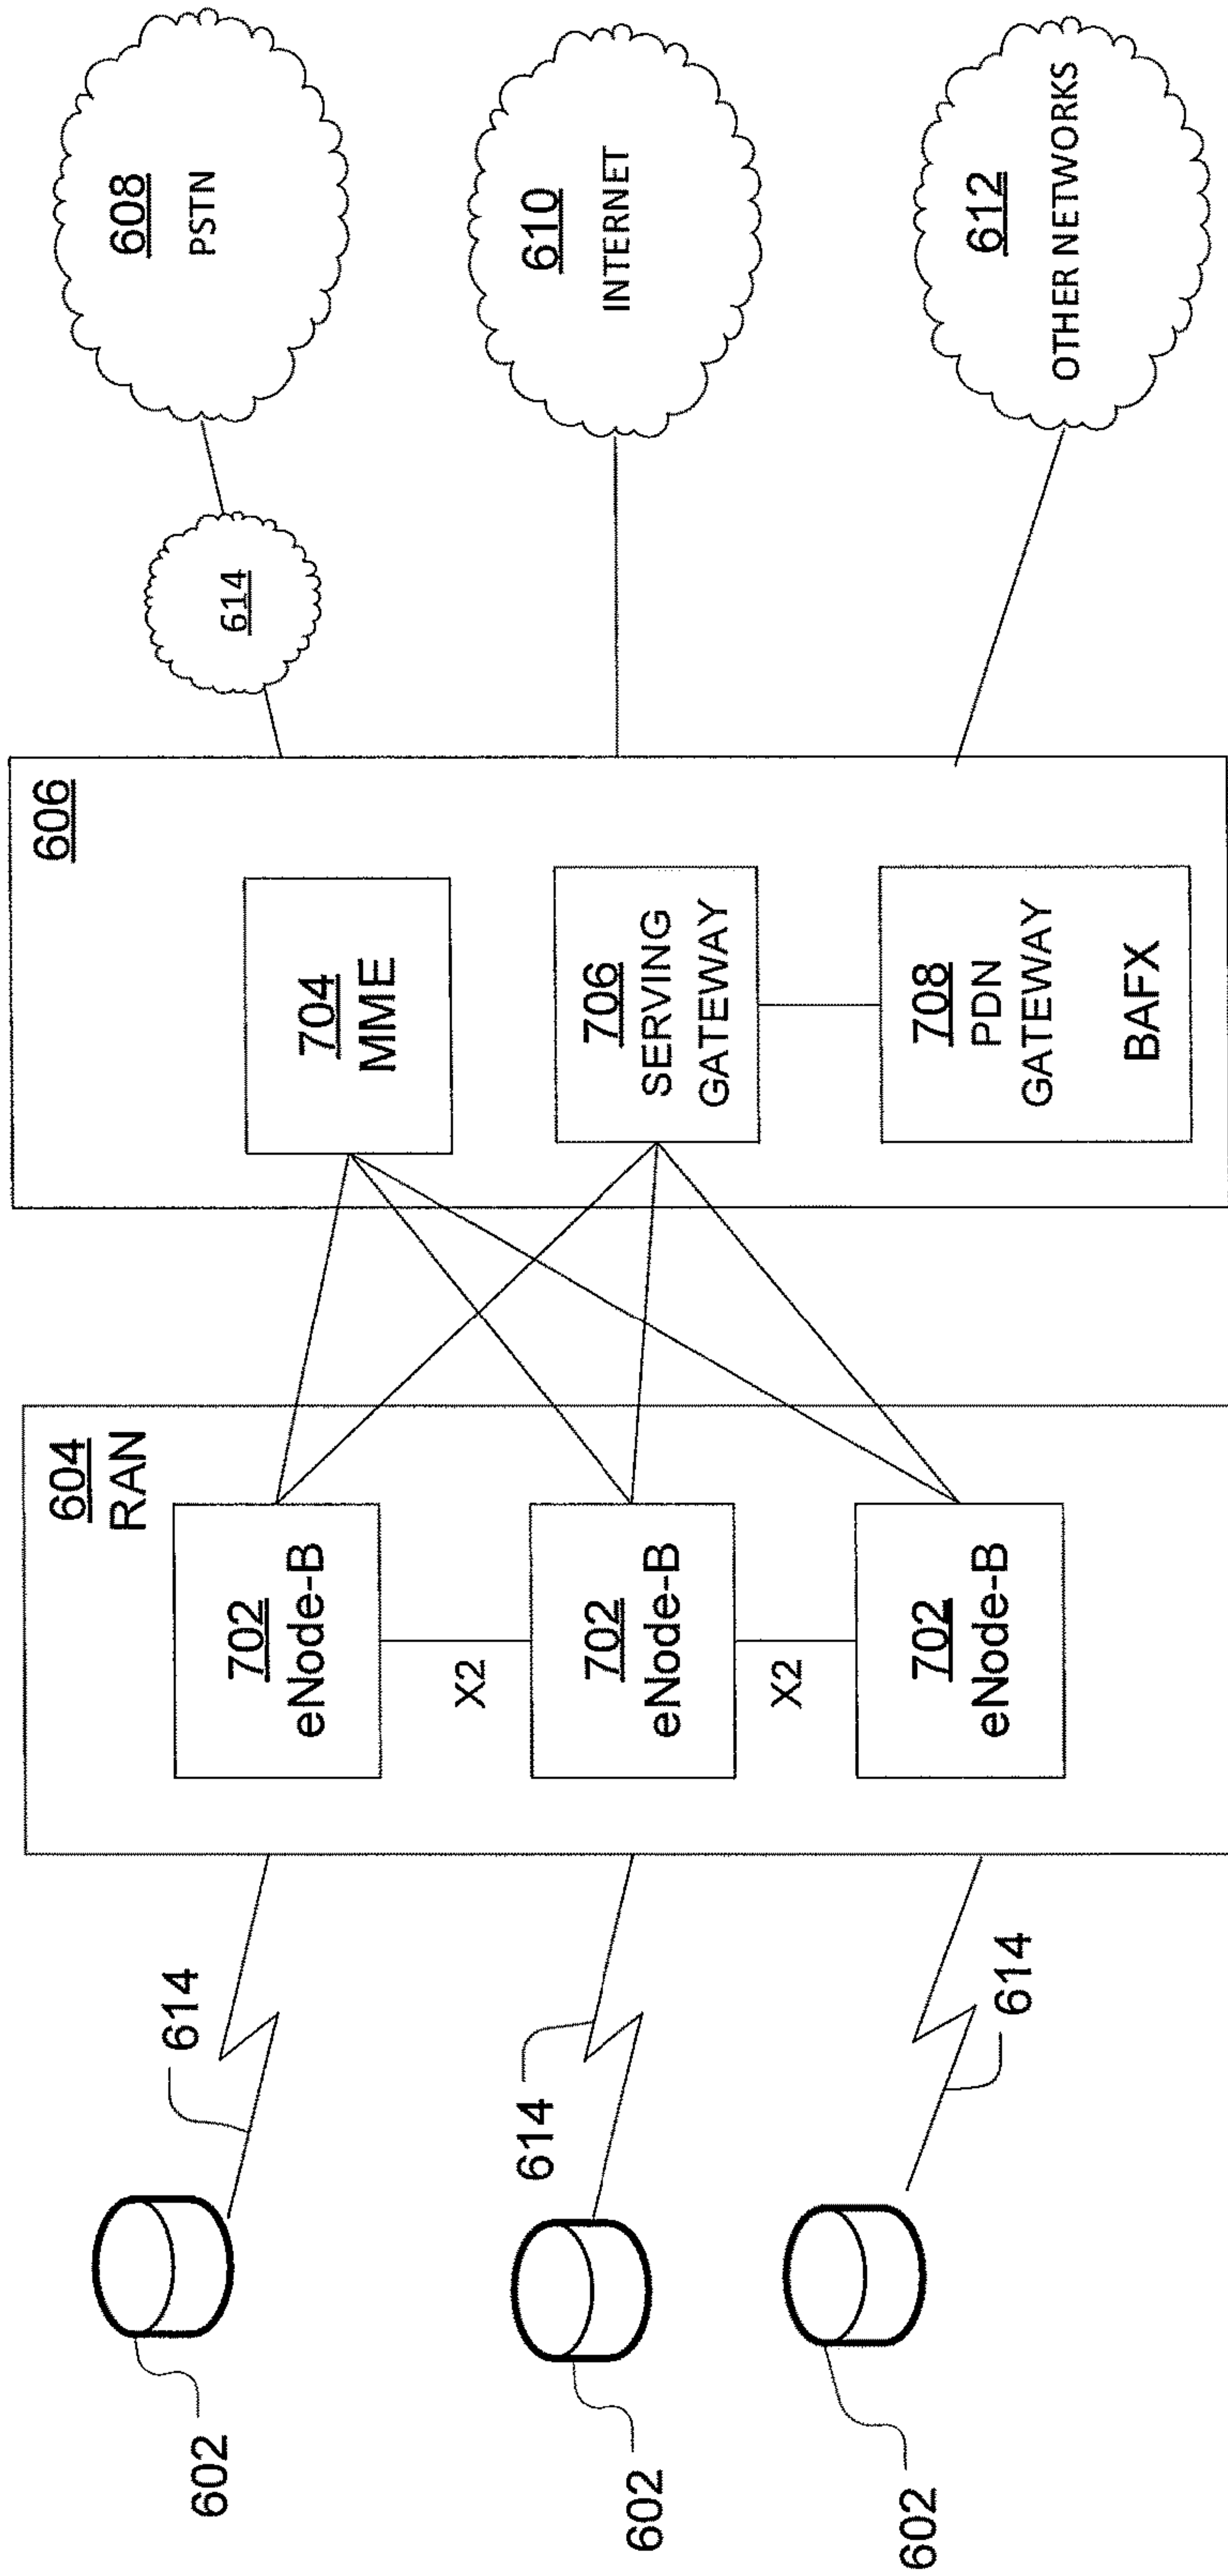 602
602
602
614
614
614
604
RAN
702
eNode-B
X2
702
eNode-B
X2
702
eNode-B
606
704
MME
706
SERVING
GATEWAY
708
PDN
GATEWAY
BAFX
614
608
PSTN
610
INTERNET
612
OTHER NETWORKS